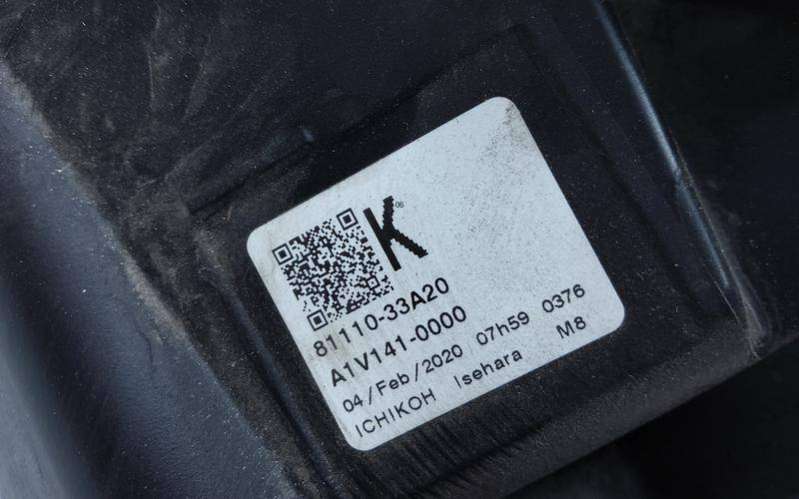 K
81110-33A20
A1V141-0000
04/Feb/2020 07h59 0376
ICHIKOH Isehara M8